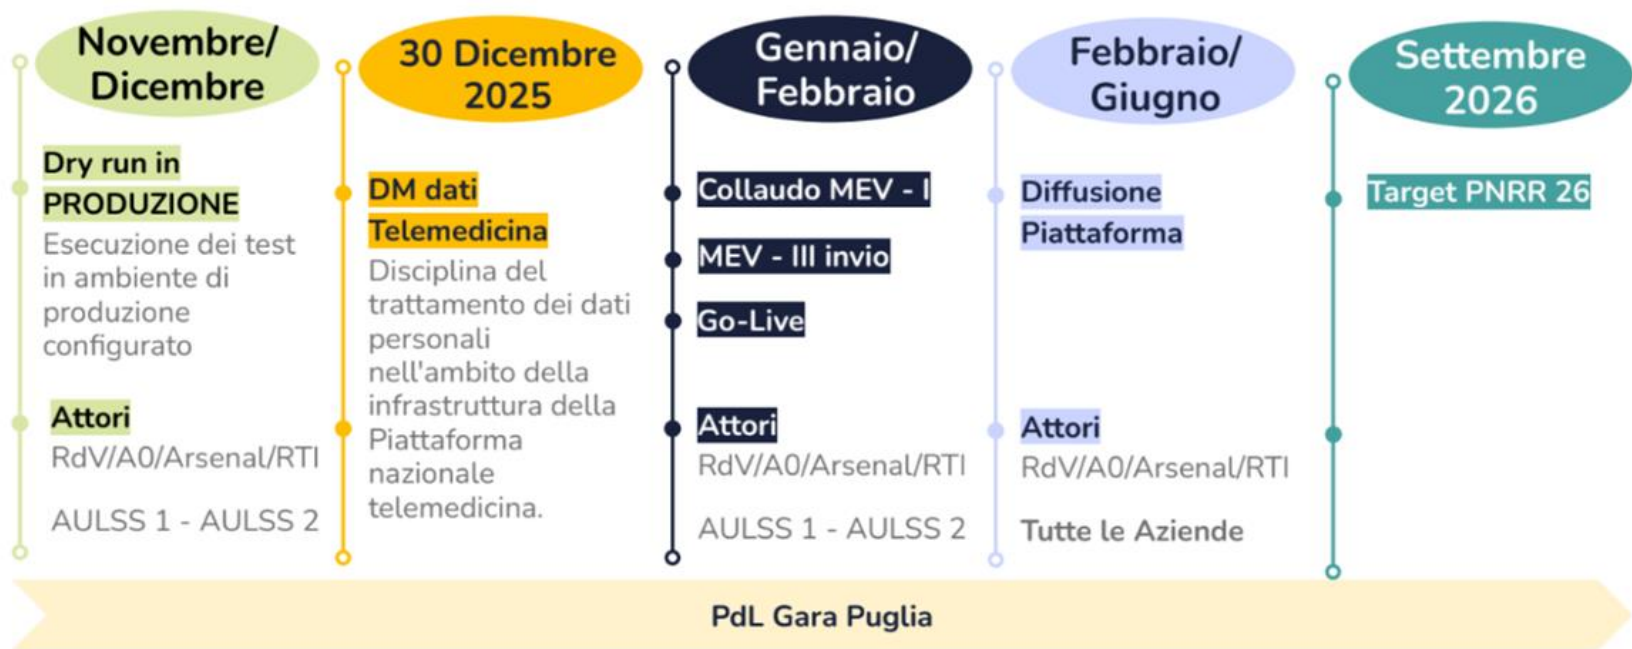 Novembre/
Dicembre
Dry run in
PRODUZIONE
Esecuzione dei test
in ambiente di
produzione
configurato
Attori
RdV/A0/Arsenal/RTI
AULSS 1 - AULSS 2
30 Dicembre
2025
DM dati
Telemedicina
Disciplina del
trattamento dei dati
personali
nell'ambito della
infrastruttura della
Piattaforma
nazionale
telemedicina.
Gennaio/
Febbraio
Collaudo MEV - I
MEV - III invio
Go-Live
Attori
RdV/A0/Arsenal/RTI
AULSS 1 - AULSS 2
Febbraio/
Giugno
Diffusione
Piattaforma
Attori
RdV/A0/Arsenal/RTI
Tutte le Aziende
Settembre
2026
Target PNRR 26
PdL Gara Puglia